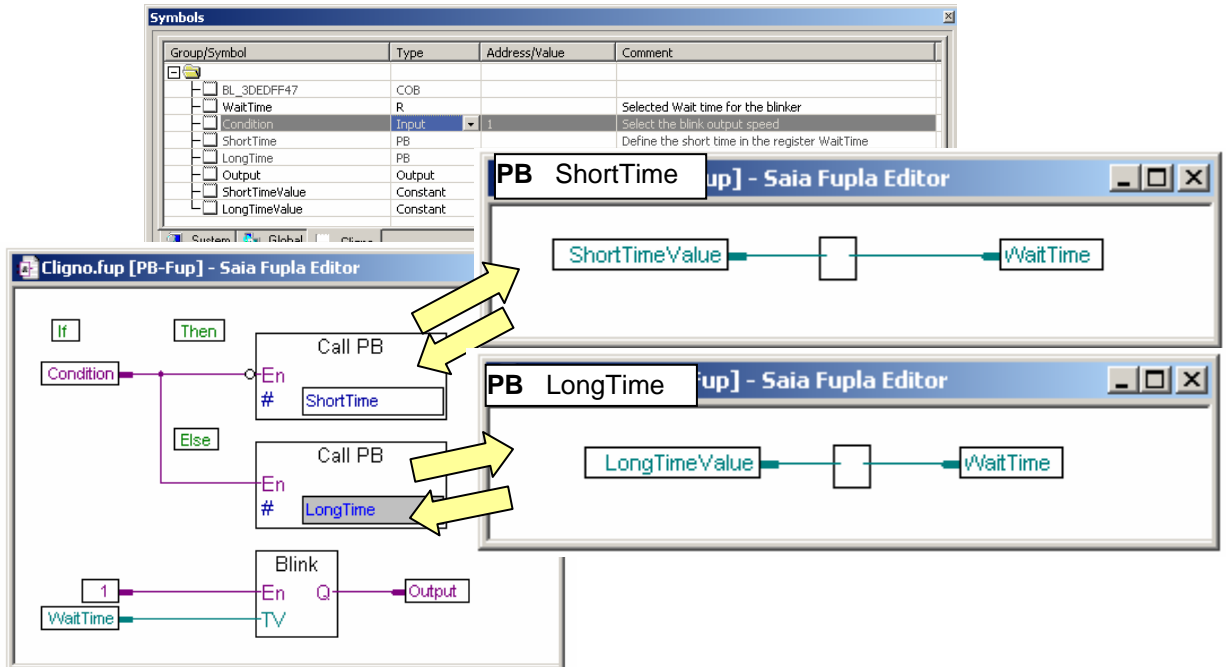 Symbols
Group/Symbol Type Address/Value Comment
BL_3DEDFF47 COB
WaitTime R Selected Wait time for the blinker
Condition Input 1 Select the blink output speed
ShortTime PB Define the short time in the register WaitTime
LongTime PB
Output Output
ShortTimeValue Constant
LongTimeValue Constant
System Global Cligno
PB ShortTime up] - Saia Fupla Editor
ShortTimeValue WaitTime
Cligno.fup [PB-Fup] - Saia Fupla Editor
If Then
Call PB
Condition En
# ShortTime
Else
Call PB
En
# LongTime
Blink
1 En Q Output
WaitTime TV
PB LongTime up] - Saia Fupla Editor
LongTimeValue WaitTime